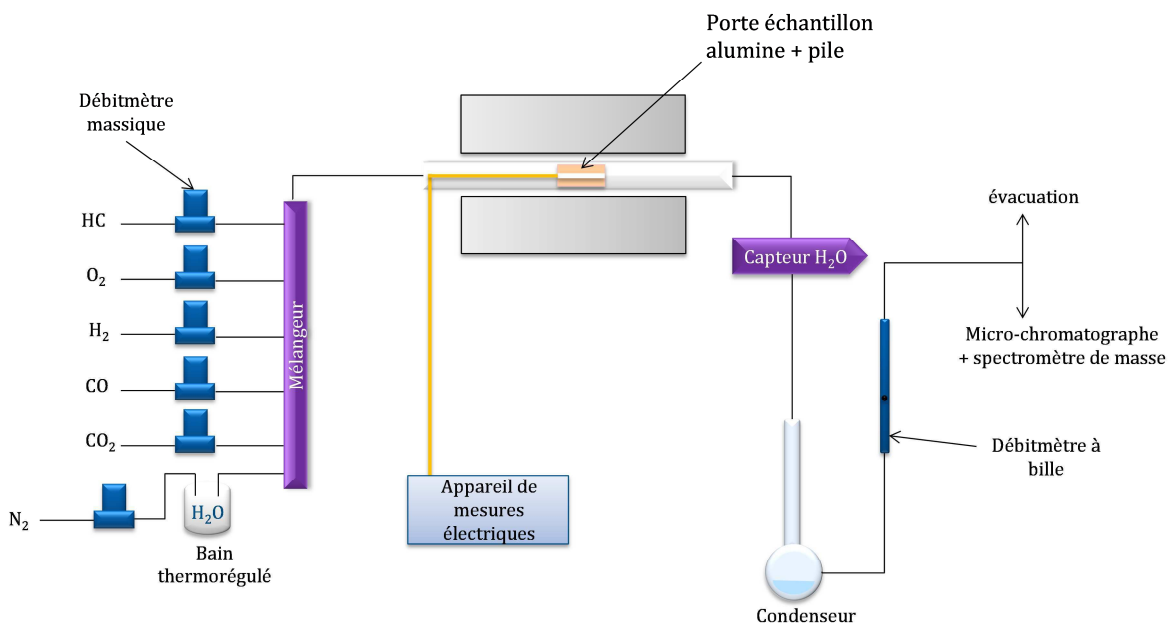 Porte échantillon
alumine + pile
Débitmètre
massique
HC
O₂
H₂
CO
CO₂
N₂
H₂O
Bain
thermorégulé
Mélangeur
Appareil de
mesures
électriques
Capteur H₂O
Condenseur
Débitmètre à
bille
évacuation
Micro-chromatographe
+ spectromètre de masse